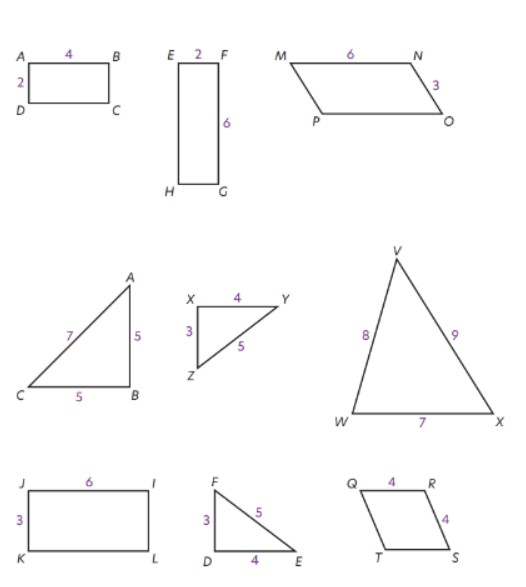 A 4 B E 2 F M 6 N
2 3
D C P O
6
H G
V
A
X 4 Y
7 5 3 5 8 9
Z
C 5 B W 7 X
J 6 I F Q 4 R
3 3 5 4
K L D 4 E T S